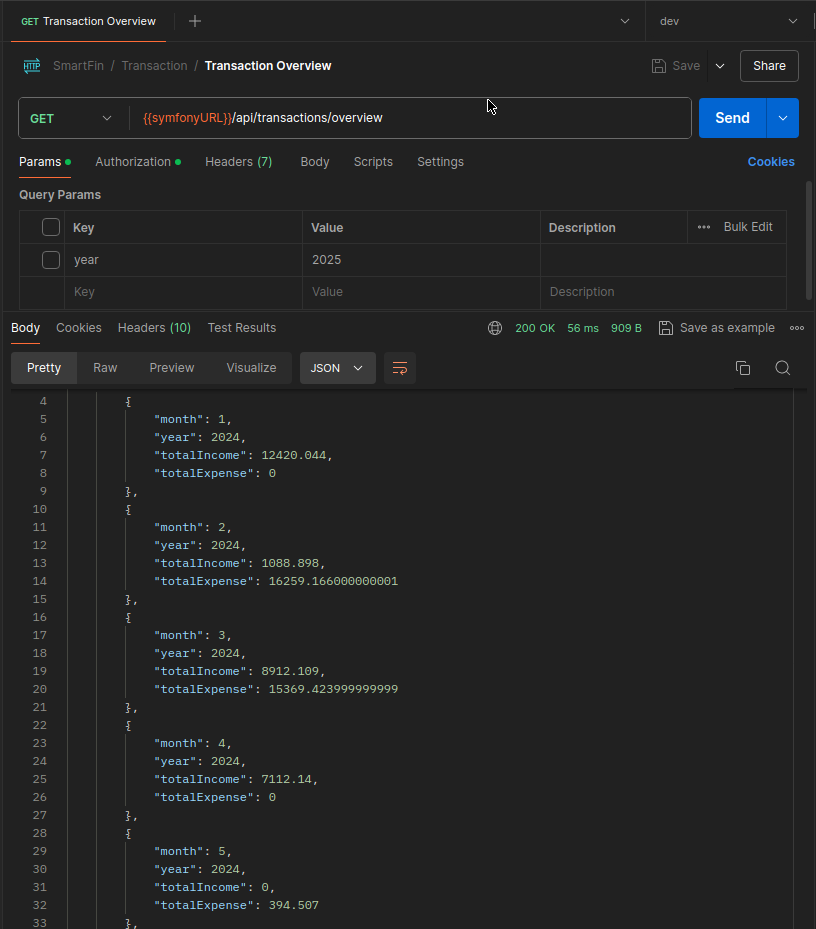 GET Transaction Overview
dev
HTTP SmartFin / Transaction / Transaction Overview Save Share
GET {{symfonyURL}}/api/transactions/overview Send
Params Authorization Headers (7) Body Scripts Settings Cookies
Query Params
Key Value Description Bulk Edit
year 2025
Key Value Description
Body Cookies Headers (10) Test Results 200 OK 56 ms 909 B Save as example
Pretty Raw Preview Visualize JSON
4 {
5 "month": 1,
6 "year": 2024,
7 "totalIncome": 12420.044,
8 "totalExpense": 0
9 },
10 {
11 "month": 2,
12 "year": 2024,
13 "totalIncome": 1088.898,
14 "totalExpense": 16259.166000000001
15 },
16 {
17 "month": 3,
18 "year": 2024,
19 "totalIncome": 8912.109,
20 "totalExpense": 15369.423999999999
21 },
22 {
23 "month": 4,
24 "year": 2024,
25 "totalIncome": 7112.14,
26 "totalExpense": 0
27 },
28 {
29 "month": 5,
30 "year": 2024,
31 "totalIncome": 0,
32 "totalExpense": 394.507
33 },